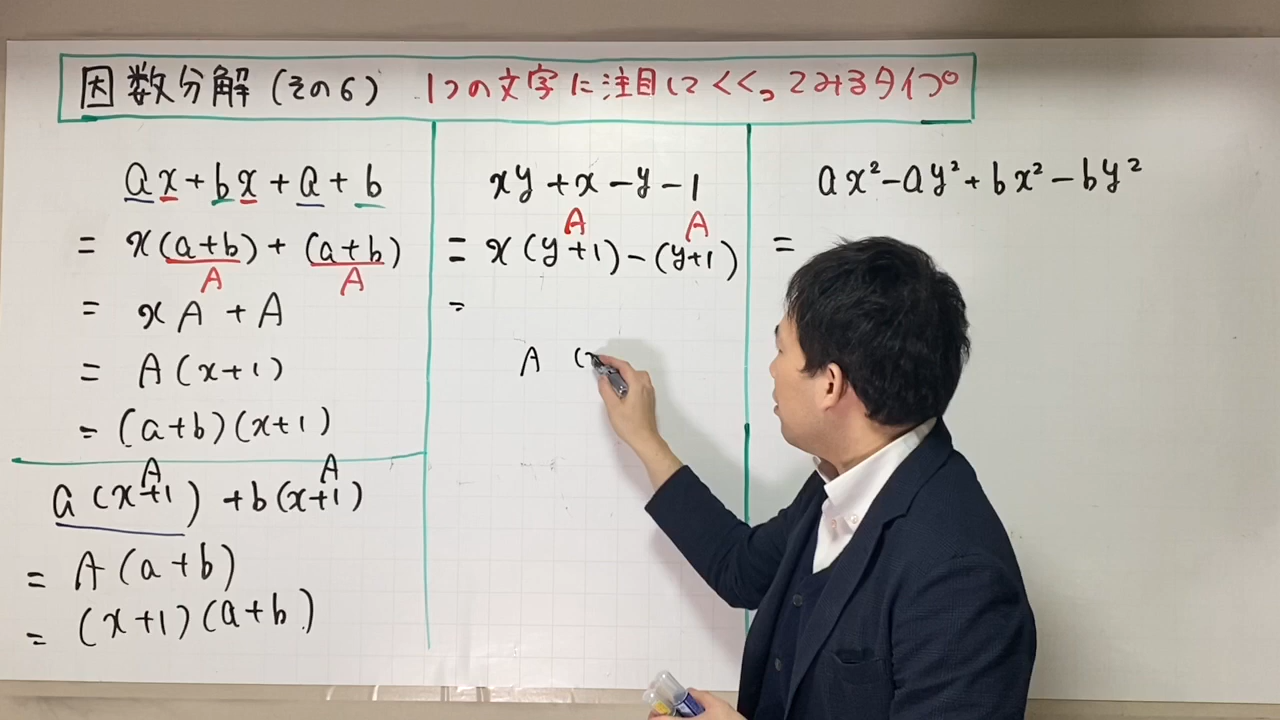 因数分解(その6) 1つの文字に注目してくくってみるタイプ。
ax+bx+a+b
= x(a+b)+(a+b)
A A
= xA+A
= A(x+1)
= (a+b)(x+1)
A A
a(x+1)+b(x+1)
= A(a+b)
= (x+1)(a+b)
xy+x-y-1
A A
= x(y+1)-(y+1)
=
A (x
ax²-ay²+bx²-by²
=